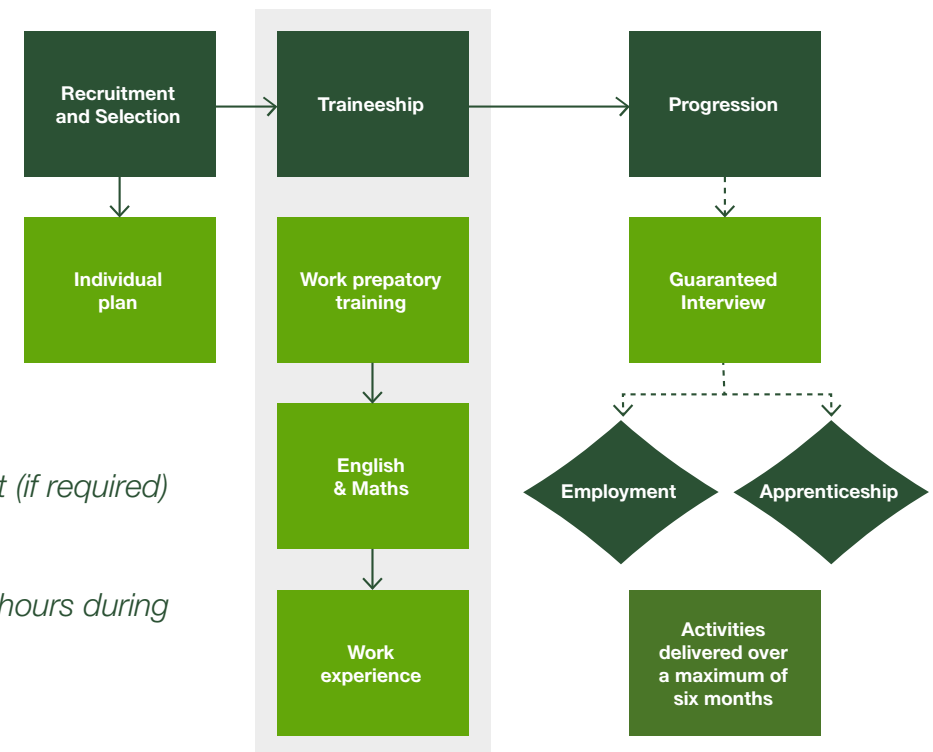 Recruitment
and Selection
Traineeship
Progression
Individual
plan
Work prepatory
training
Guaranteed
Interview
English
& Maths
(if required)
Employment
Apprenticeship
hours during
Work
experience
Activities
delivered over
a maximum of
six months